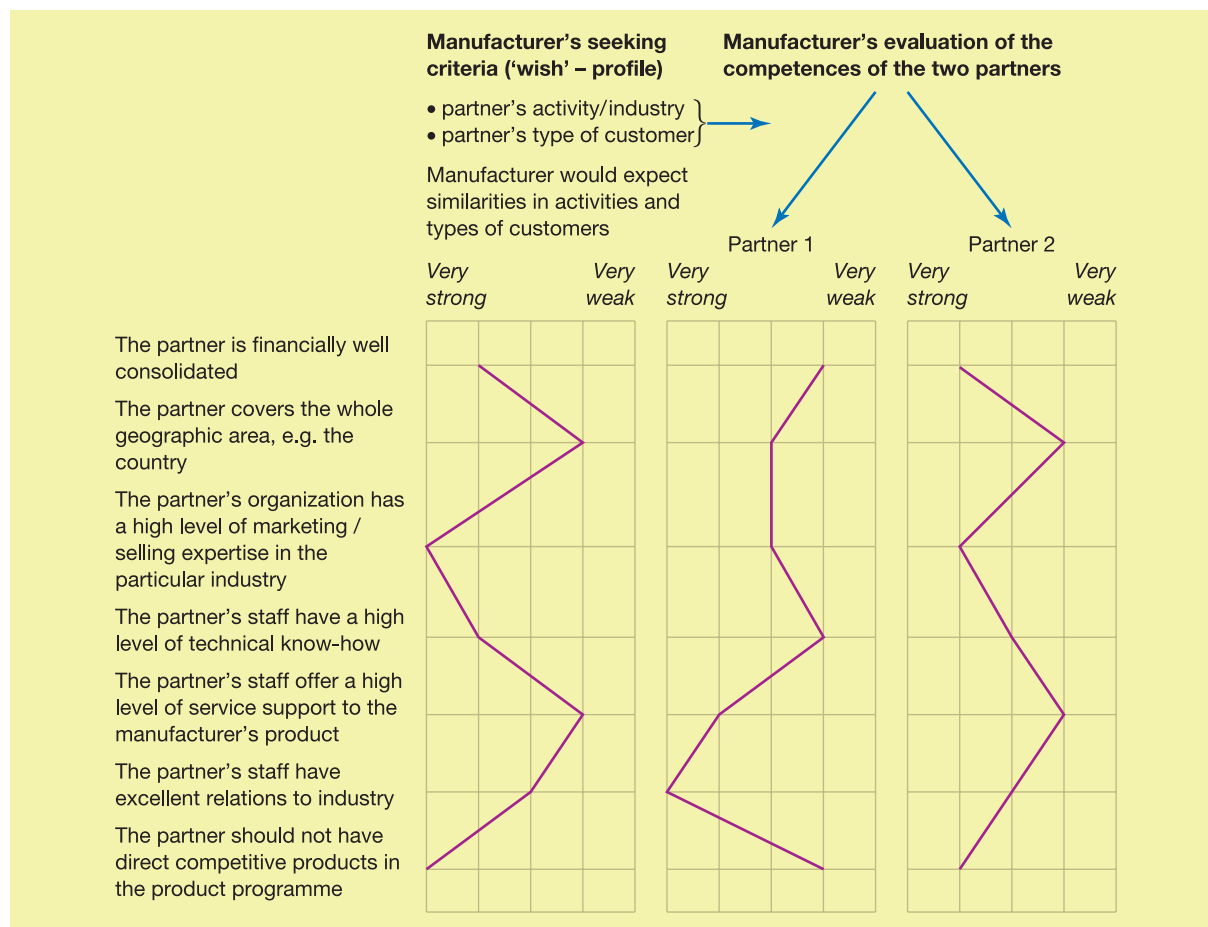 Manufacturer’s seeking
criteria (‘wish’ – profile)
• partner’s activity/industry
• partner’s type of customer
Manufacturer would expect
similarities in activities and
types of customers
Manufacturer’s evaluation of the
competences of the two partners
Partner 1
Partner 2
Very
strong
Very
weak
Very
strong
Very
weak
Very
strong
Very
weak
The partner is financially well
consolidated
The partner covers the whole
geographic area, e.g. the
country
The partner’s organization has
a high level of marketing /
selling expertise in the
particular industry
The partner’s staff have a high
level of technical know-how
The partner’s staff offer a high
level of service support to the
manufacturer’s product
The partner’s staff have
excellent relations to industry
The partner should not have
direct competitive products in
the product programme